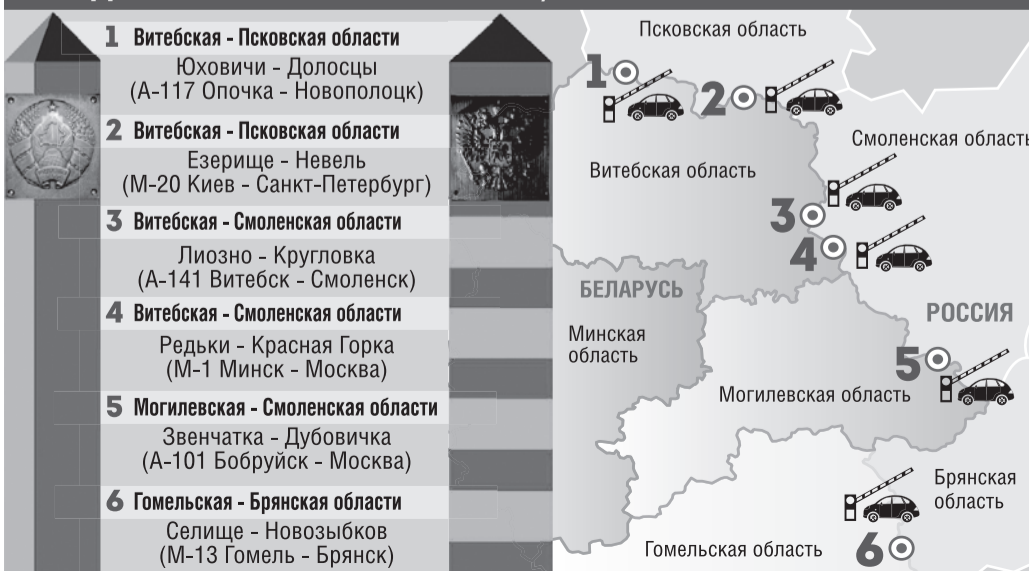 1 Витебская - Псковская области
Юховичи - Долосцы
(А-117 Опочка - Новополоцк)
2 Витебская - Псковская области
Езерище - Невель
(М-20 Киев - Санкт-Петербург)
3 Витебская - Смоленская области
Лиозно - Кругловка
(А-141 Витебск - Смоленск)
4 Витебская - Смоленская области
Редьки - Красная Горка
(М-1 Минск - Москва)
5 Могилевская - Смоленская области
Звенчатка - Дубовичка
(А-101 Бобруйск - Москва)
6 Гомельская - Брянская области
Селище - Новозыбков
(М-13 Гомель - Брянск)
Псковская область
1
2
Смоленская область
Витебская область
3
4
БЕЛАРУСЬ
РОССИЯ
Минская
область
5
Могилевская область
Брянская
область
Гомельская область
6